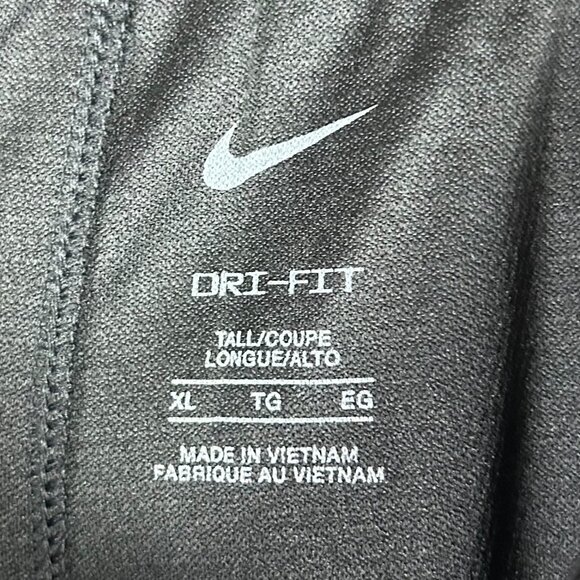 DRI-FIT
TALL/COUPE
LONGUE/ALTO
XL TG EG
MADE IN VIETNAM
FABRIQUE AU VIETNAM